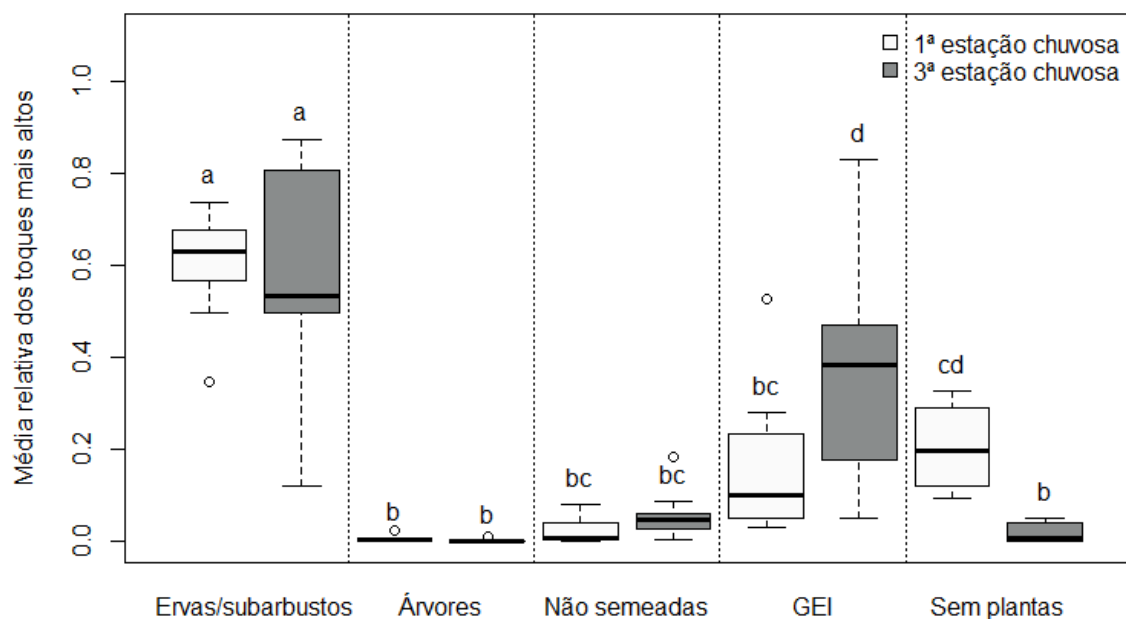 1ª estação chuvosa
3ª estação chuvosa
Média relativa dos toques mais altos
1.0
0.8
0.6
0.4
0.2
0.0
a
a
b
b
bc
bc
bc
d
cd
b
Ervas/subarbustos
Árvores
Não semeadas
GEI
Sem plantas